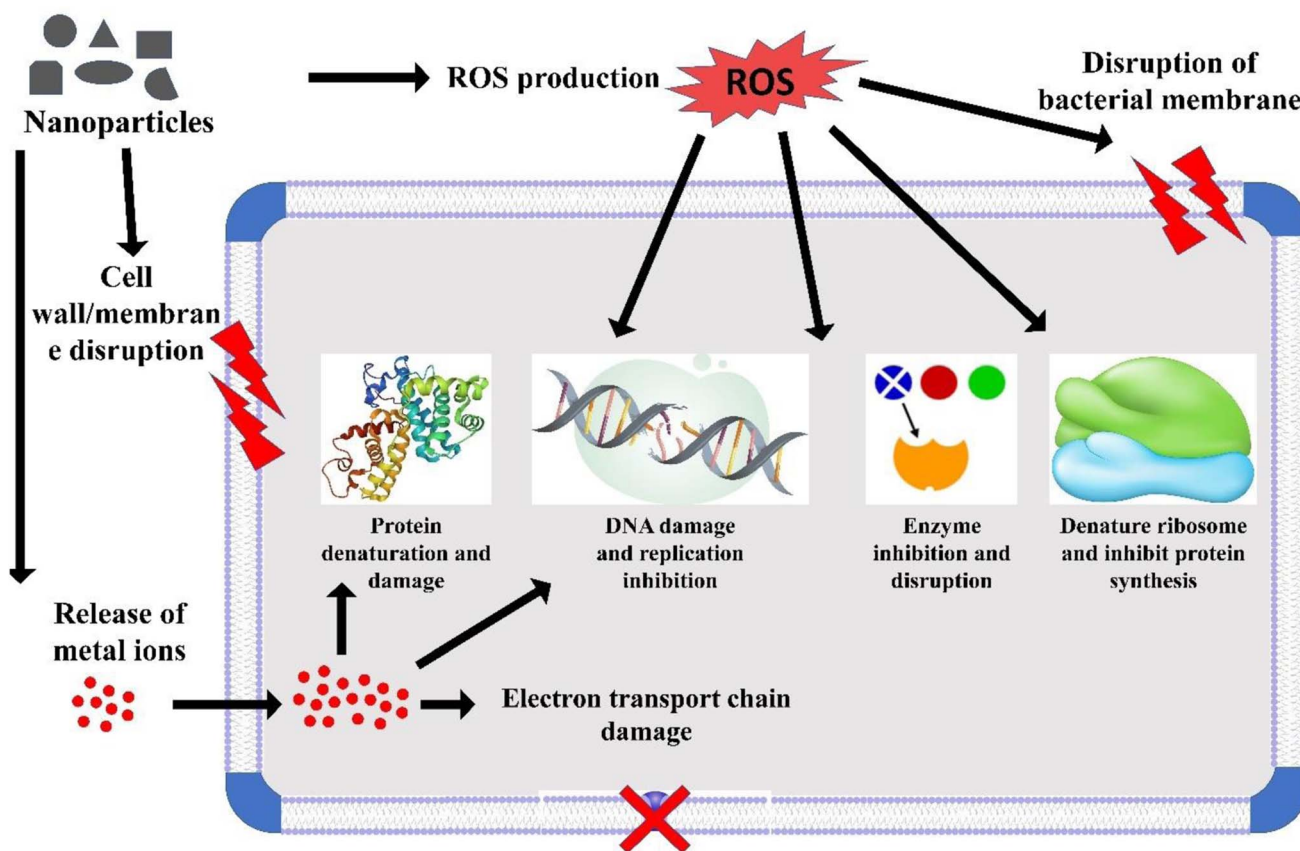 Nanoparticles
ROS production
ROS
Disruption of
bacterial membrane
Cell
wall/membran
e disruption
Protein
denaturation and
damage
DNA damage
and replication
inhibition
Enzyme
inhibition and
disruption
Denature ribosome
and inhibit protein
synthesis
Release of
metal ions
Electron transport chain
damage